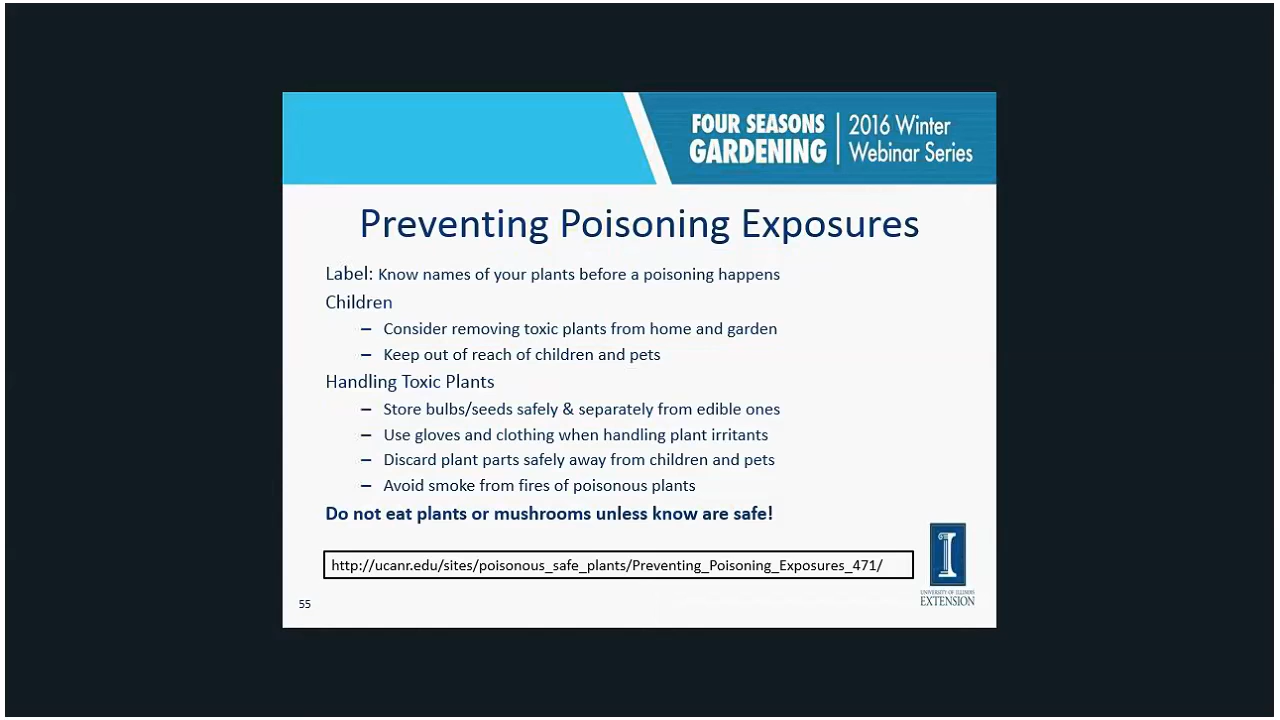 FOUR SEASONS
GARDENING
2016 Winter
Webinar Series
Preventing Poisoning Exposures
Label: Know names of your plants before a poisoning happens
Children
– Consider removing toxic plants from home and garden
– Keep out of reach of children and pets
Handling Toxic Plants
– Store bulbs/seeds safely & separately from edible ones
– Use gloves and clothing when handling plant irritants
– Discard plant parts safely away from children and pets
– Avoid smoke from fires of poisonous plants
Do not eat plants or mushrooms unless know are safe!
http://ucanr.edu/sites/poisonous_safe_plants/Preventing_Poisoning_Exposures_471/
I
UNIVERSITY OF ILLINOIS
EXTENSION
55